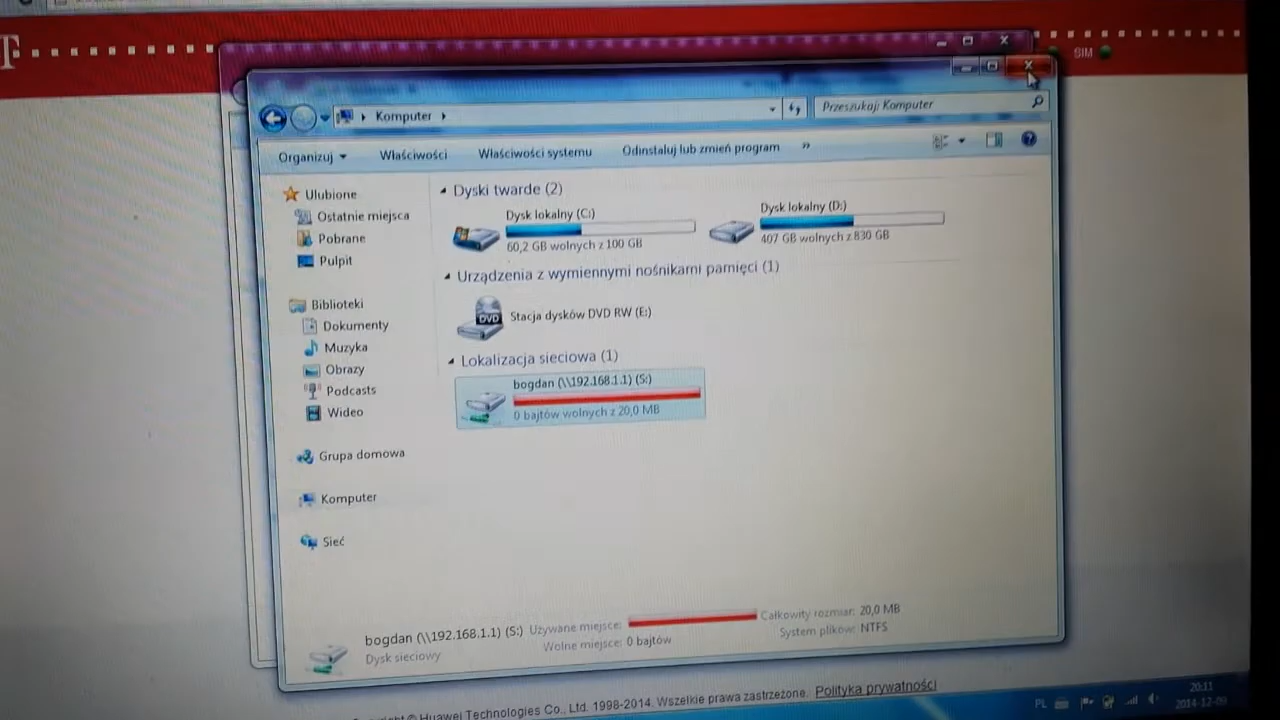 T
SIM
Komputer
Przeszukaj: Komputer
Organizuj
Właściwości
Właściwości systemu
Odinstaluj lub zmień program
»
Ulubione
Ostatnie miejsca
Pobrane
Pulpit
Biblioteki
Dokumenty
Muzyka
Obrazy
Podcasts
Wideo
Grupa domowa
Komputer
Sieć
Dyski twarde (2)
Dysk lokalny (C:)
60,2 GB wolnych z 100 GB
Dysk lokalny (D:)
407 GB wolnych z 830 GB
Urządzenia z wymiennymi nośnikami pamięci (1)
DVD
Stacja dysków DVD RW (E:)
Lokalizacja sieciowa (1)
bogdan (\\192.168.1.1) (S:)
0 bajtów wolnych z 20,0 MB
bogdan (\\192.168.1.1) (S:)
Dysk sieciowy
Używane miejsce:
Wolne miejsce: 0 bajtów
Całkowity rozmiar: 20,0 MB
System plików: NTFS
© Huawei Technologies Co., Ltd. 1998-2014. Wszelkie prawa zastrzeżone. Polityka prywatności
PL
20:11
2014-12-09